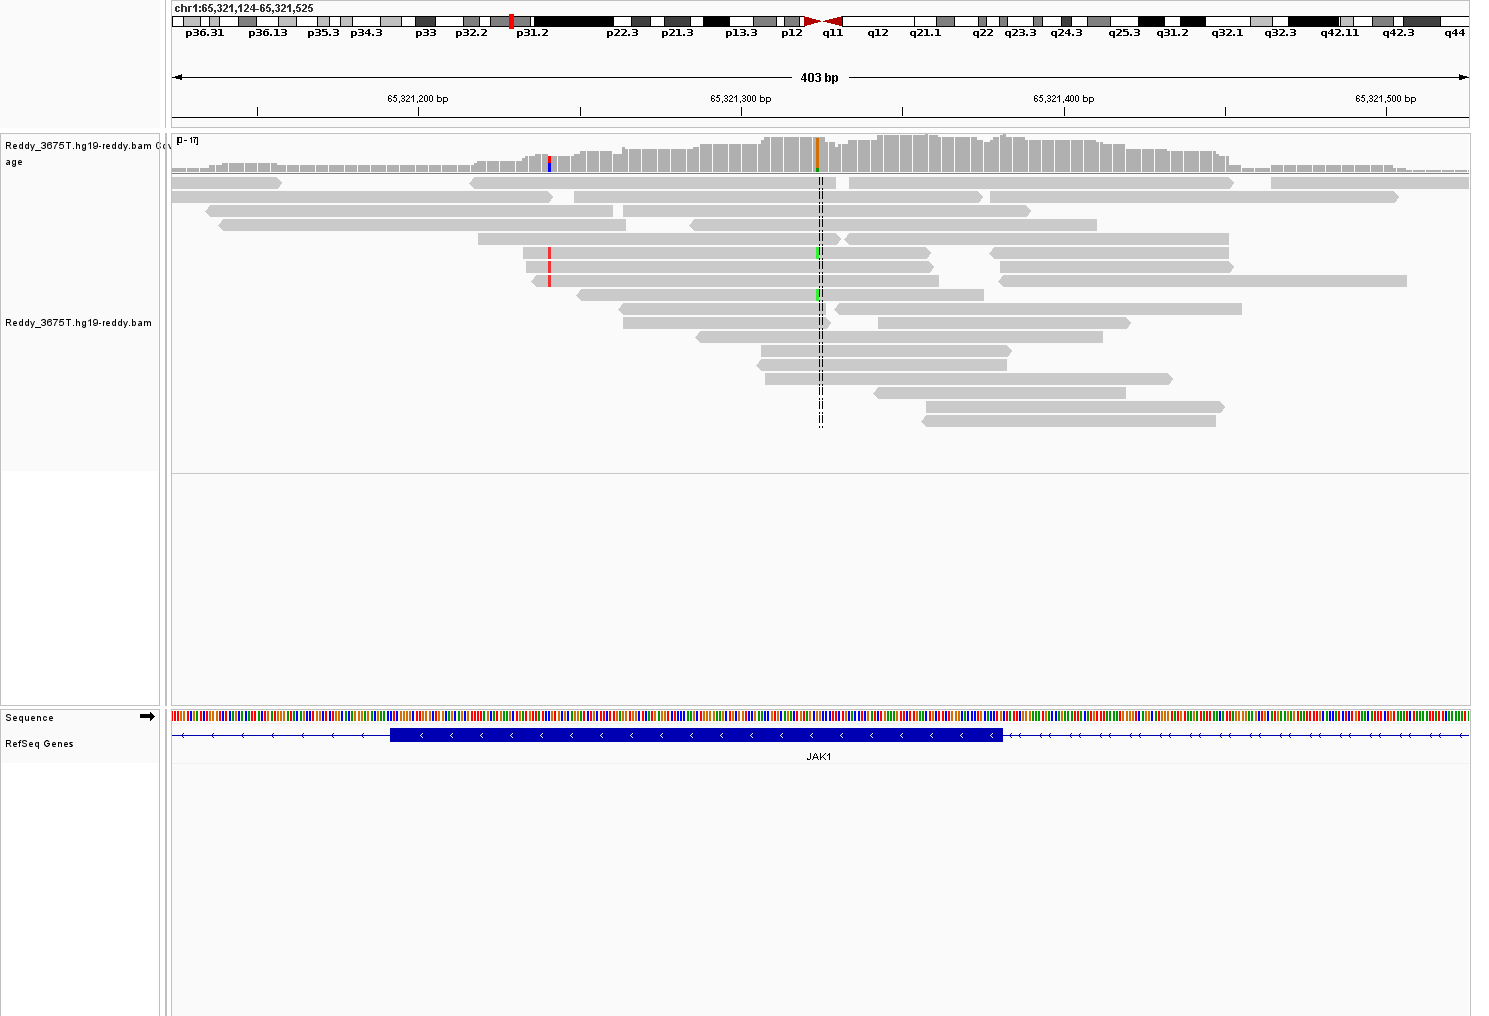 chr1:65,321,124-65,321,525
p36.31 p36.13 p35.3 p34.3 p33 p32.2 p31.2 p22.3 p21.3 p13.3 p12 q11 q12 q21.1 q22 q23.3 q24.3 q25.3 q31.2 q32.1 q32.3 q42.11 q42.3 q44
403 bp
65,321,200 bp 65,321,300 bp 65,321,400 bp 65,321,500 bp
[0 - 17]
Reddy_3675T.hg19-reddy.bam Cov
age
Reddy_3675T.hg19-reddy.bam
Sequence
RefSeq Genes
JAK1